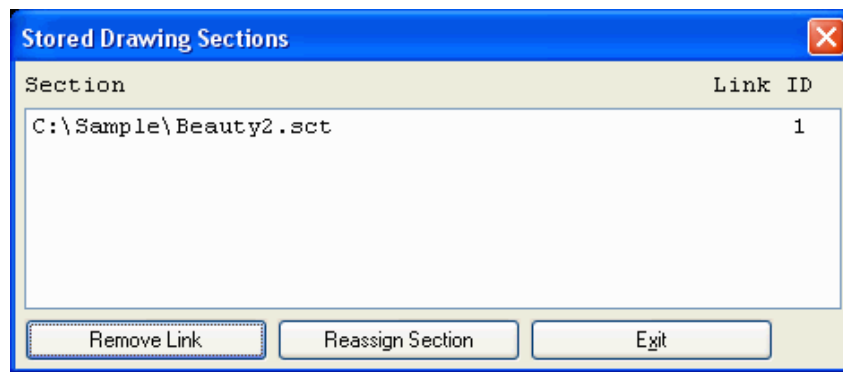 Stored Drawing Sections
Section Link ID
C:\Sample\Beauty2.sct 1
Remove Link Reassign Section Exit